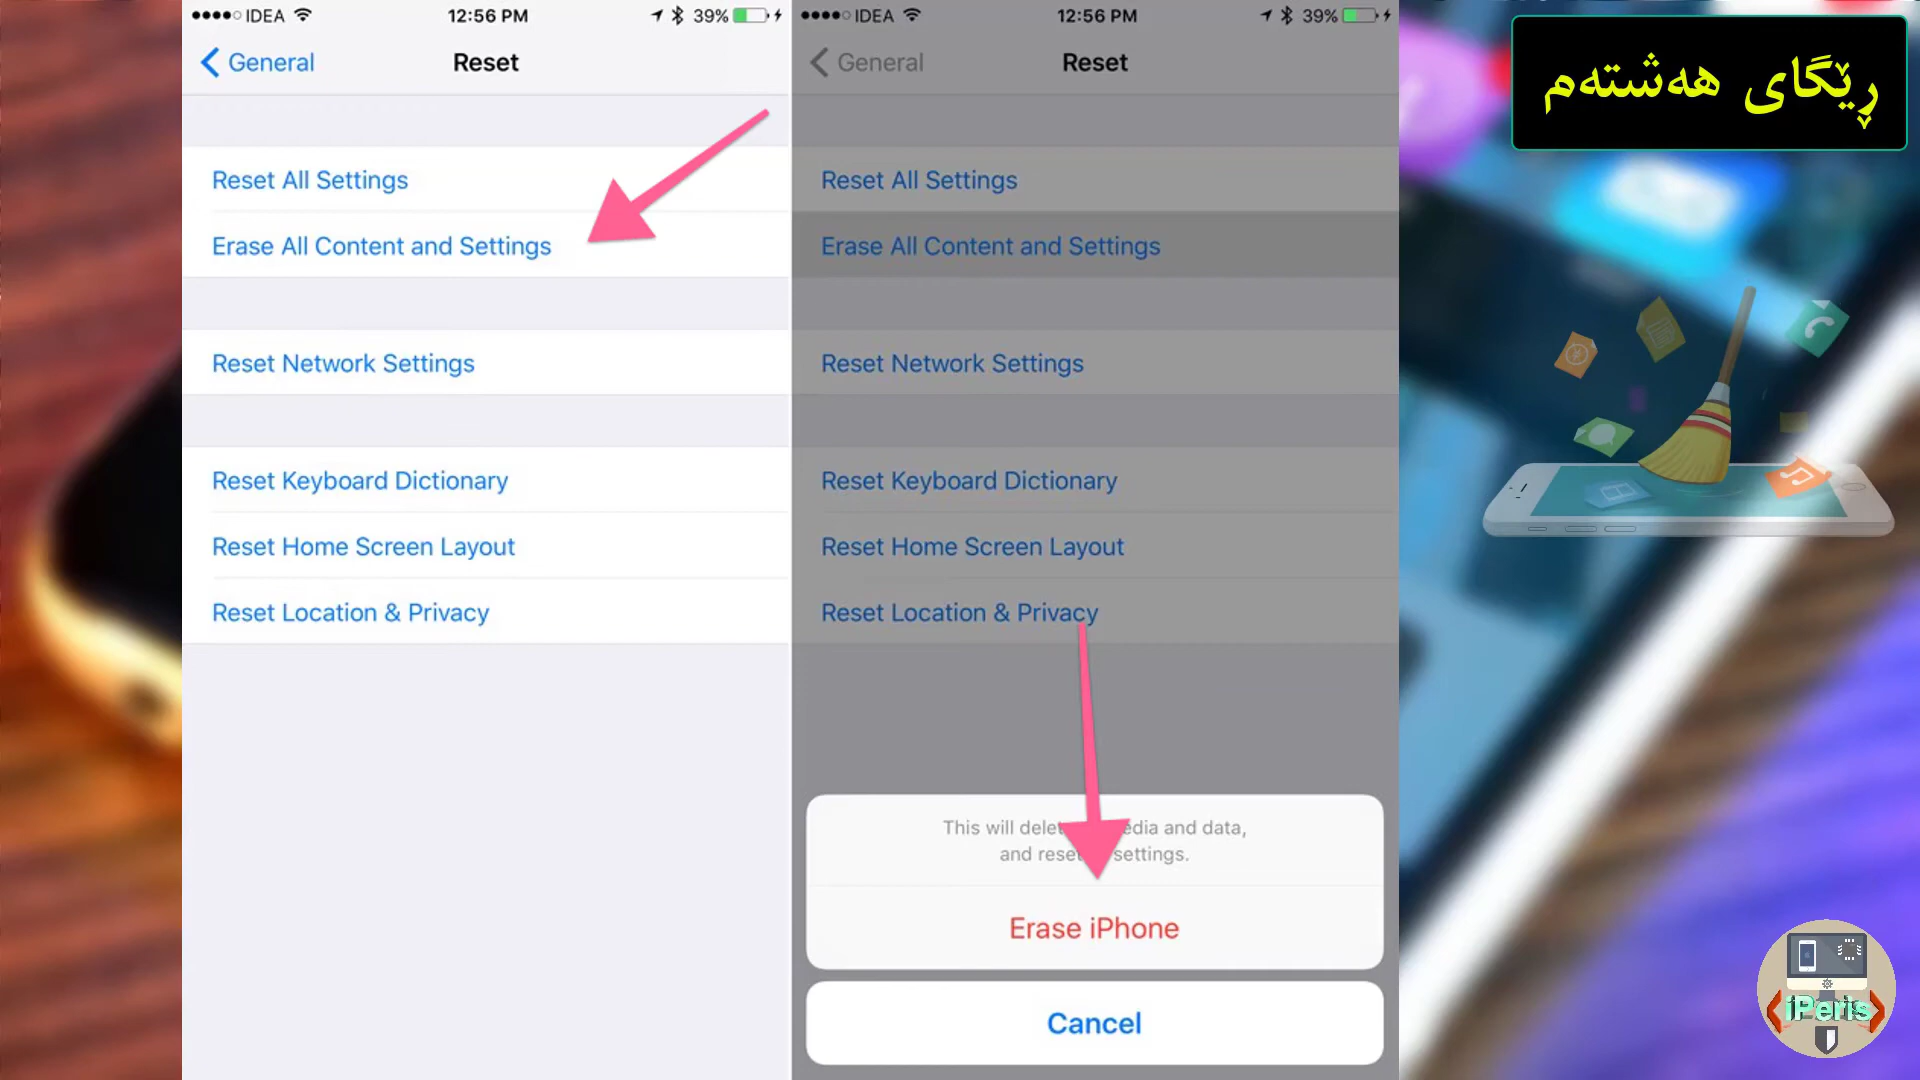 IDEA 12:56 PM 39%
General Reset
Reset All Settings
Erase All Content and Settings
Reset Network Settings
Reset Keyboard Dictionary
Reset Home Screen Layout
Reset Location & Privacy
IDEA 12:56 PM 39%
General Reset
Reset All Settings
Erase All Content and Settings
Reset Network Settings
Reset Keyboard Dictionary
Reset Home Screen Layout
Reset Location & Privacy
This will media and data,
and reset settings.
Erase iPhone
Cancel
ڕێگای هەشتەم
iPeris